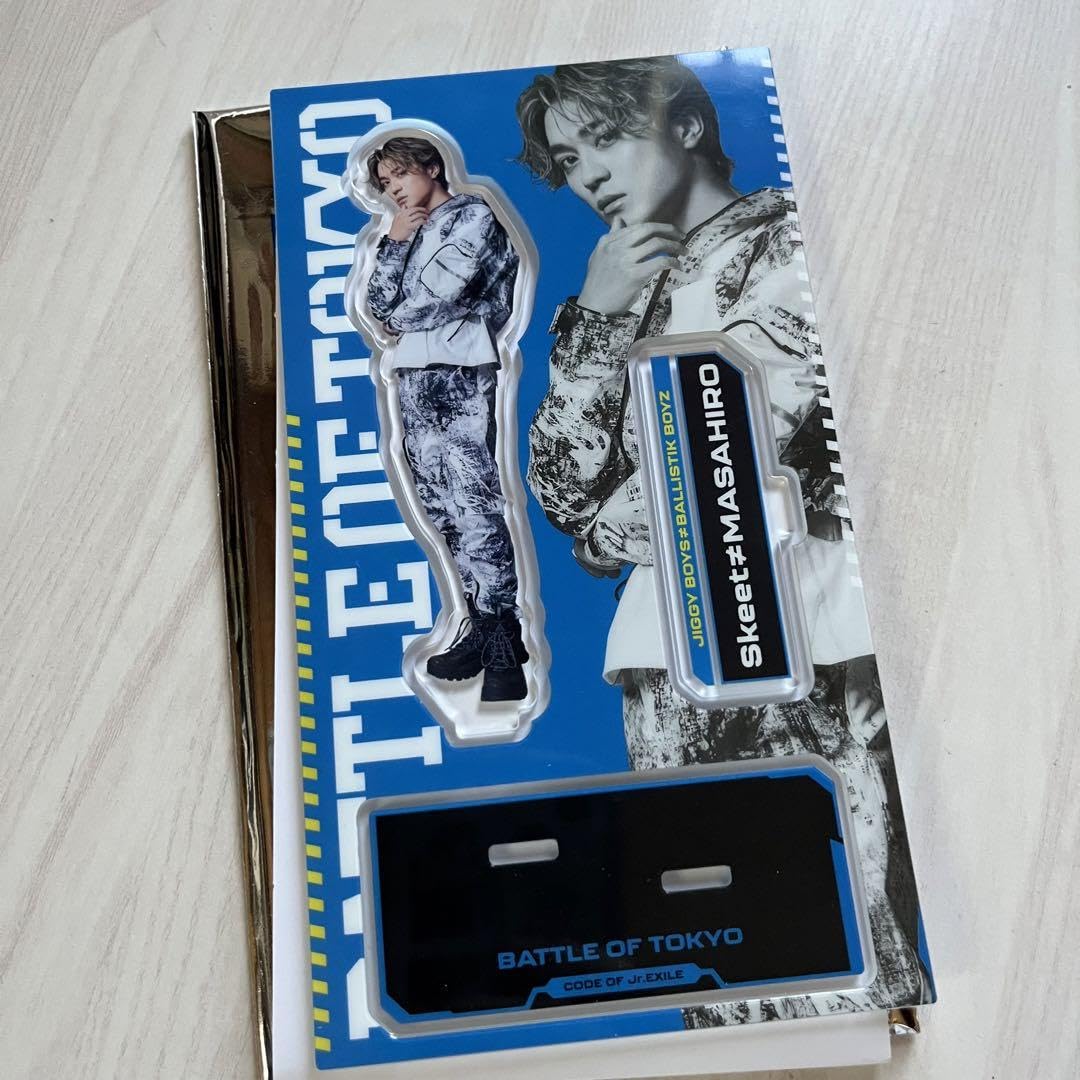 BATTLE OF TOKYO
JIGGY BOYS≠BALLISTIK BOYZ
Skeet≠MASAHIRO
BATTLE OF TOKYO
CODE OF Jr.EXILE